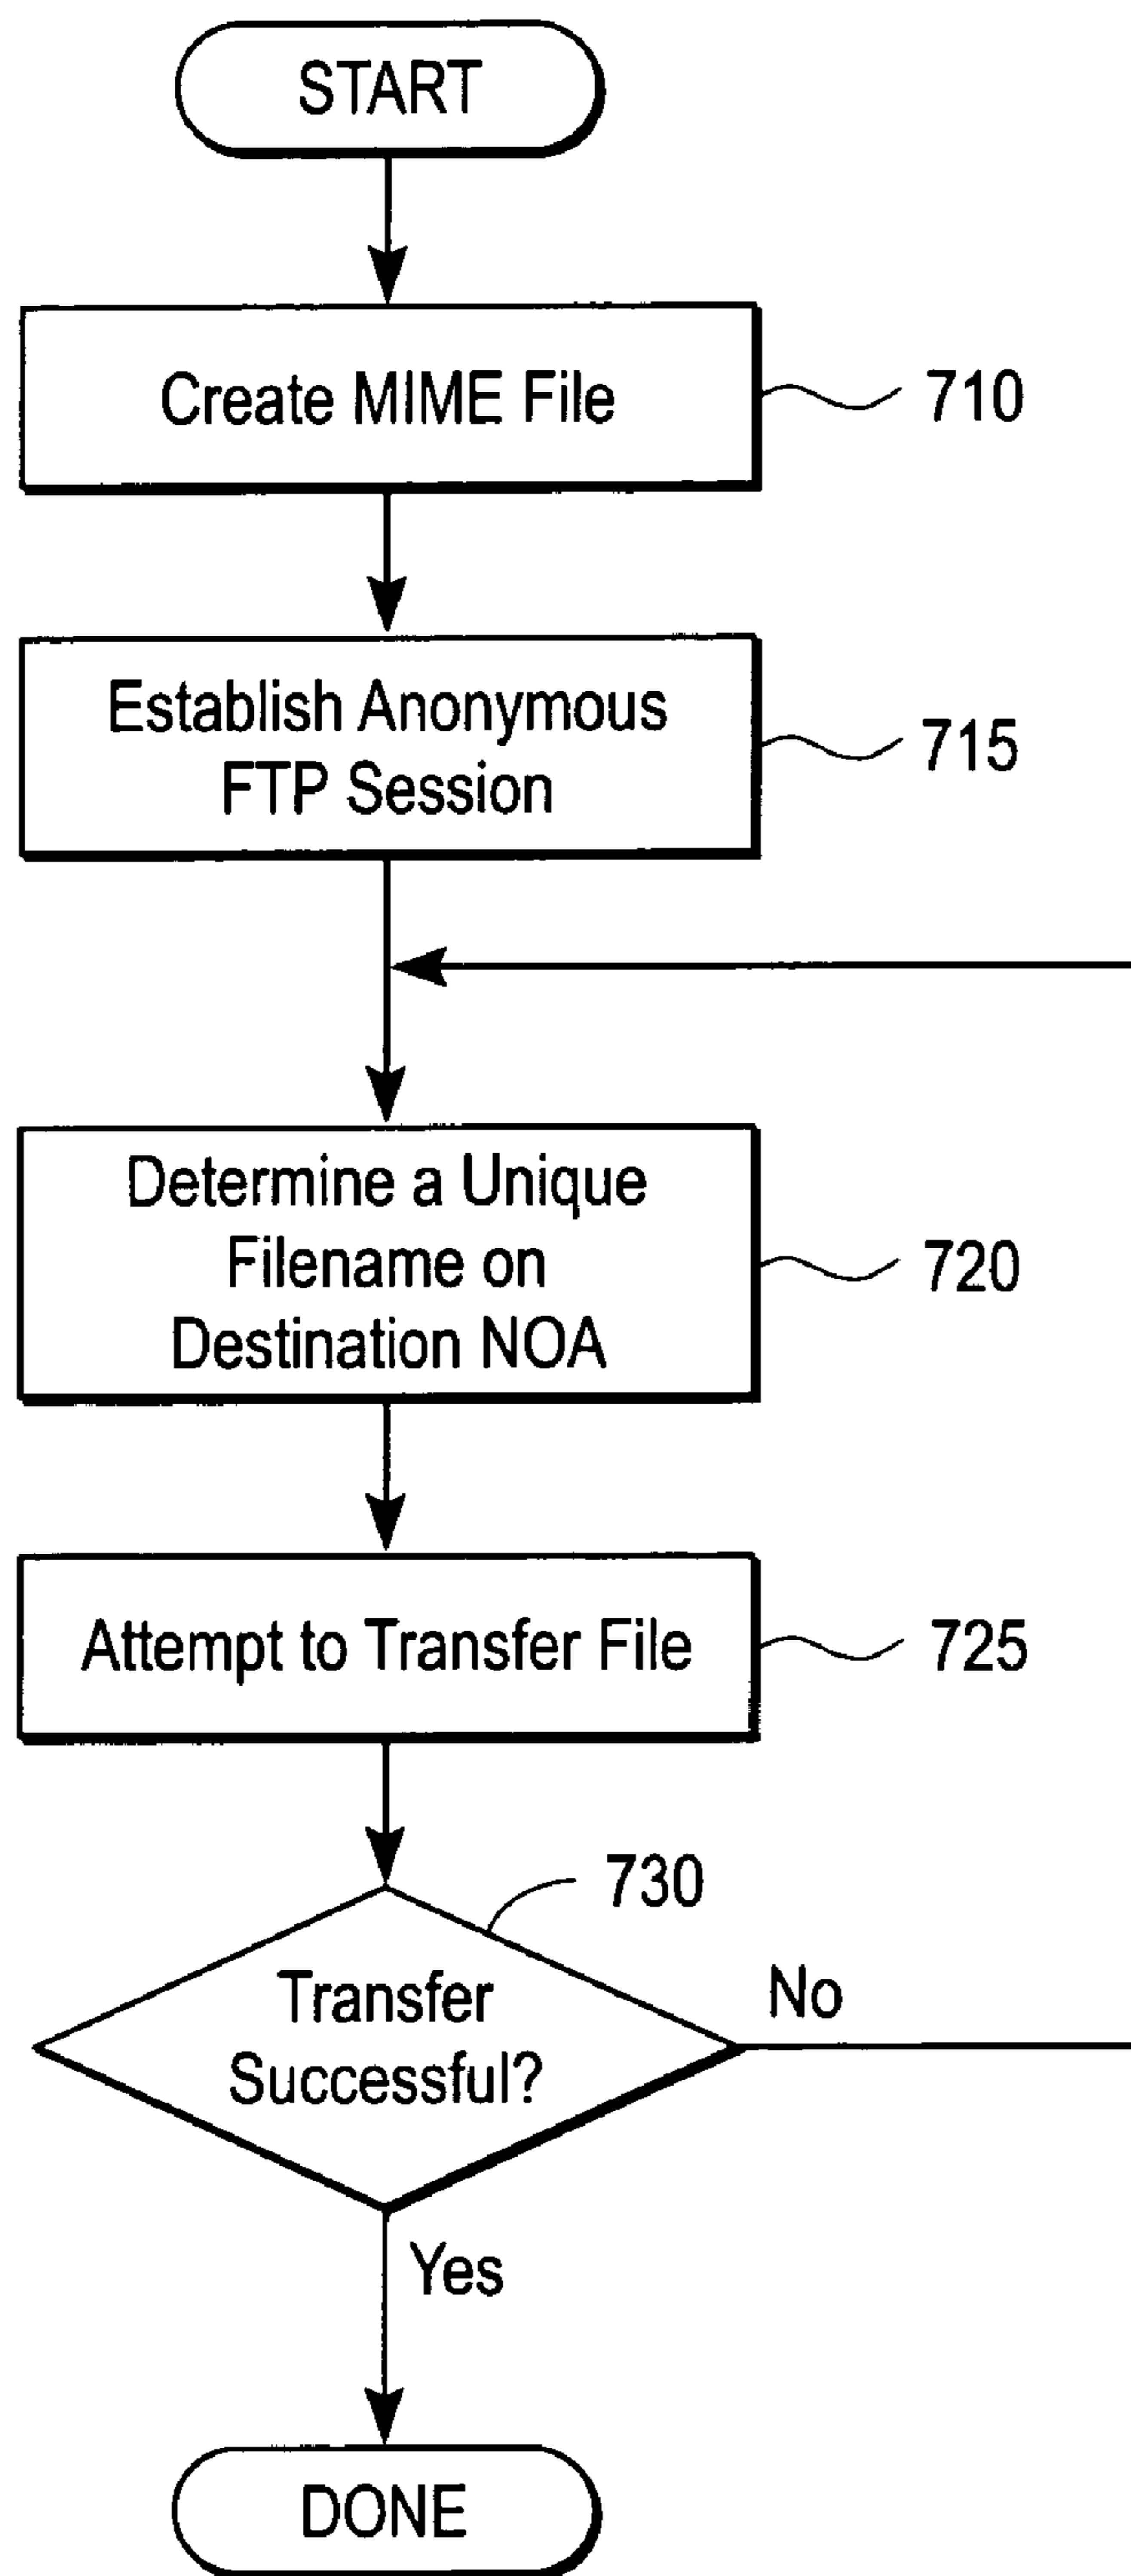 START
Create MIME File
710
Establish Anonymous
FTP Session
715
Determine a Unique
Filename on
Destination NOA
720
Attempt to Transfer File
725
730
Transfer
Successful?
No
Yes
DONE